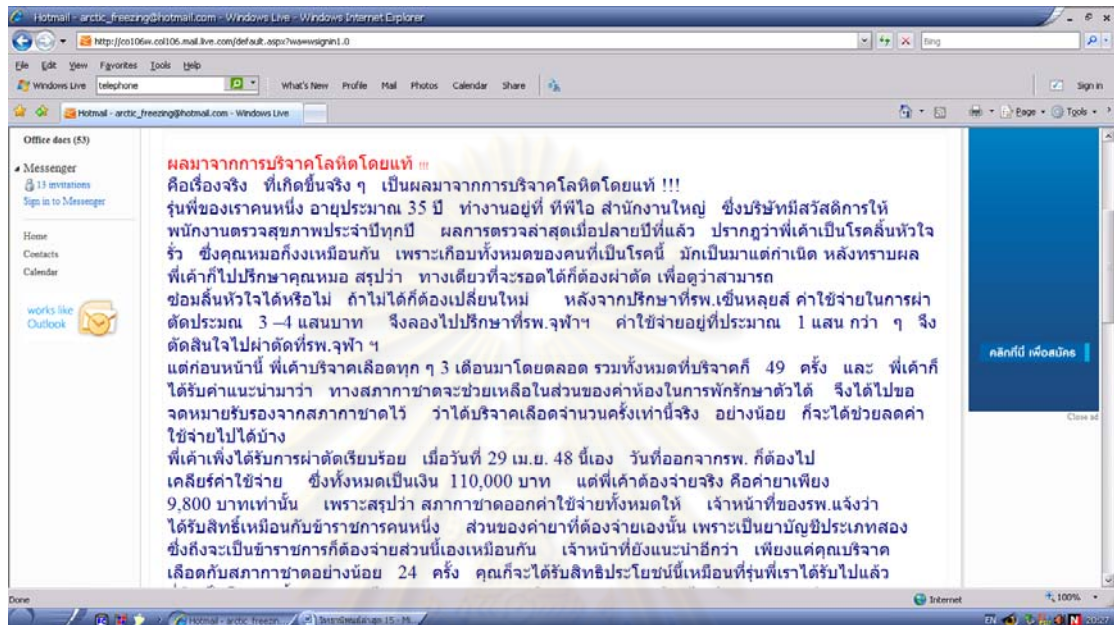 Hotmail - arctic_freezing@hotmail.com - Windows Live - Windows Internet Explorer
http://co106w.col106.mail.live.com/default.aspx?wa=wsignin1.0
Bing
File Edit View Favorites Tools Help
Windows Live telephone What's New Profile Mail Photos Calendar Share Sign in
Hotmail - arctic_freezing@hotmail.com - Windows Live Page Tools
Office docs (53)
Messenger
13 invitations
Sign in to Messenger
Home
Contacts
Calendar
works like
Outlook
ผลมาจากการบริจาคโลหิตโดยแท้ !!!
คือเรื่องจริง ที่เกิดขึ้นจริง ๆ เป็นผลมาจากการบริจาคโลหิตโดยแท้ !!!
รุ่นพี่ของเราคนหนึ่ง อายุประมาณ 35 ปี ทำงานอยู่ที่ ทีพีไอ สำนักงานใหญ่ ซึ่งบริษัทมีสวัสดิการให้
พนักงานตรวจสุขภาพประจำปีทุกปี ผลการตรวจล่าสุดเมื่อปลายปีที่แล้ว ปรากฎว่าพี่เค้าเป็นโรคลิ้นหัวใจ
รั่ว ซึ่งคุณหมอก็งงเหมือนกัน เพราะเกือบทั้งหมดของคนที่เป็นโรคนี้ มักเป็นมาแต่กำเนิด หลังทราบผล
พี่เค้าก็ไปปรึกษาคุณหมอ สรุปว่า ทางเดียวที่จะรอดได้ก็ต้องผ่าตัด เพื่อดูว่าสามารถ
ซ่อมลิ้นหัวใจได้หรือไม่ ถ้าไม่ได้ก็ต้องเปลี่ยนใหม่ หลังจากปรึกษาที่รพ.เซ็นหลุยส์ ค่าใช้จ่ายในการผ่า
ตัดประมณ 3 –4 แสนบาท จึงลองไปปรึกษาที่รพ.จุฬาฯ ค่าใช้จ่ายอยู่ที่ประมาณ 1 แสน กว่า ๆ จึง
ตัดสินใจไปผ่าตัดที่รพ.จุฬา ฯ
แต่ก่อนหน้านี้ พี่เค้าบริจาคเลือดทุก ๆ 3 เดือนมาโดยตลอด รวมทั้งหมดที่บริจาคก็ 49 ครั้ง และ พี่เค้าก็
ได้รับคำแนะนำมาว่า ทางสภากาชาดจะช่วยเหลือในส่วนของค่าห้องในการพักรักษาตัวได้ จึงได้ไปขอ
จดหมายรับรองจากสภากาชาดไว้ ว่าได้บริจาคเลือดจำนวนครั้งเท่านี้จริง อย่างน้อย ก็จะได้ช่วยลดค่า
ใช้จ่ายไปได้บ้าง
พี่เค้าเพิ่งได้รับการผ่าตัดเรียบร้อย เมื่อวันที่ 29 เม.ย. 48 นี้เอง วันที่ออกจากรพ. ก็ต้องไป
เคลียร์ค่าใช้จ่าย ซึ่งทั้งหมดเป็นเงิน 110,000 บาท แต่พี่เค้าต้องจ่ายจริง คือค่ายาเพียง
9,800 บาทเท่านั้น เพราะสรุปว่า สภากาชาดออกค่าใช้จ่ายทั้งหมดให้ เจ้าหน้าที่ของรพ.แจ้งว่า
ได้รับสิทธิ์เหมือนกับข้าราชการคนหนึ่ง ส่วนของค่ายาที่ต้องจ่ายเองนั้น เพราะเป็นยาบัญชีประเภทสอง
ซึ่งถึงจะเป็นข้าราชการก็ต้องจ่ายส่วนนี้เองเหมือนกัน เจ้าหน้าที่ยังแนะนำอีกว่า เพียงแค่คุณบริจาค
เลือดกับสภากาชาดอย่างน้อย 24 ครั้ง คุณก็จะได้รับสิทธิประโยชน์นี้เหมือนที่รุ่นพี่เราได้รับไปแล้ว
คลิกที่นี่ เพื่อสมัคร
Close ad
Done Internet 100%
Hotmail - arctic_freezin... EN 20:27